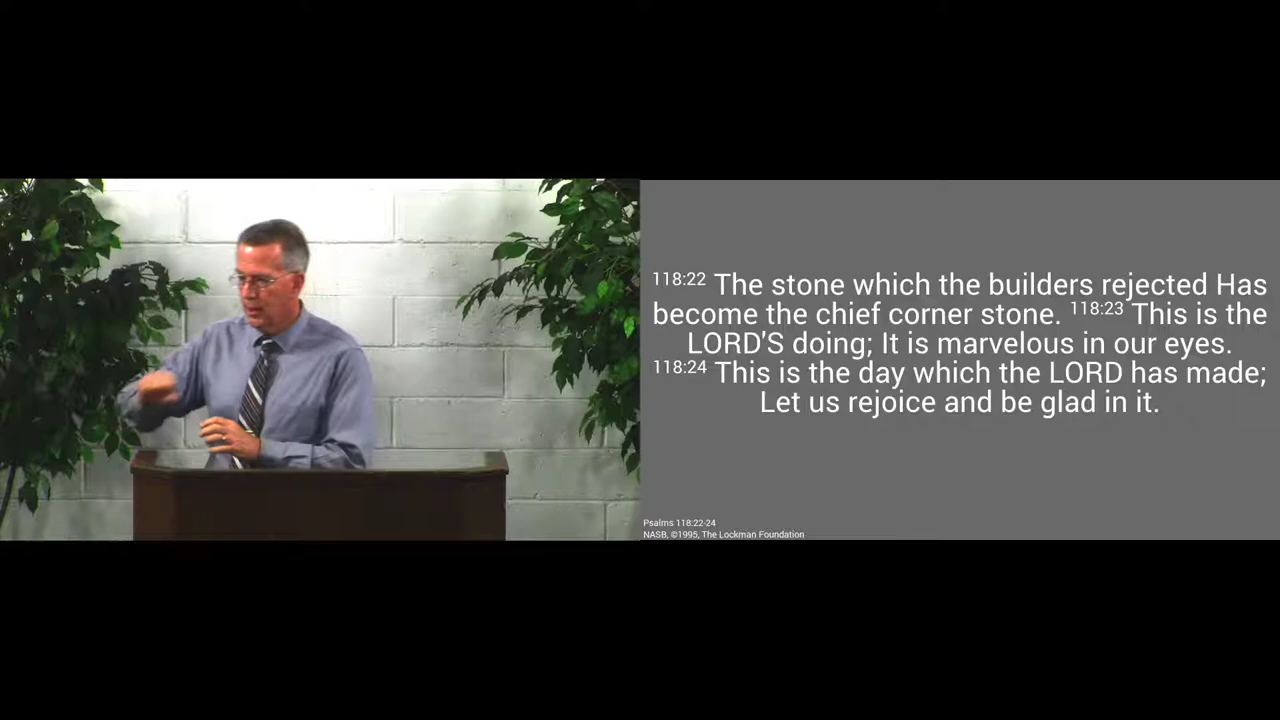 118:22 The stone which the builders rejected Has
become the chief corner stone. 118:23 This is the
LORD'S doing; It is marvelous in our eyes.
118:24 This is the day which the LORD has made;
Let us rejoice and be glad in it.
Psalms 118:22-24
NASB, ©1995, The Lockman Foundation